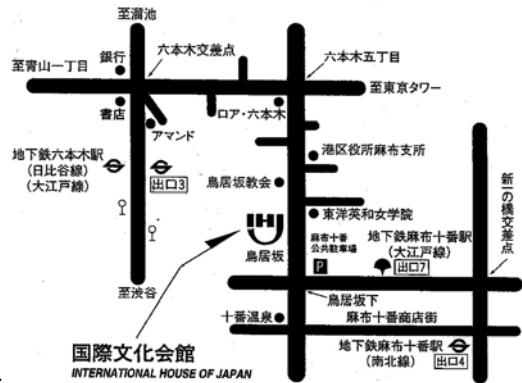 至溜池
銀行
六本木交差点
六本木五丁目
至青山一丁目
至東京タワー
書店
ロア・六本木
アマンド
港区役所麻布支所
地下鉄六本木駅
(日比谷線)
(大江戸線)
出口3
鳥居坂教会
東洋英和女学院
新一の橋交差点
IHJ
鳥居坂
麻布十番
公共駐車場
P
地下鉄麻布十番駅
(大江戸線)
出口7
至渋谷
鳥居坂下
十番温泉
麻布十番商店街
国際文化会館
INTERNATIONAL HOUSE OF JAPAN
地下鉄麻布十番駅
(南北線)
出口4